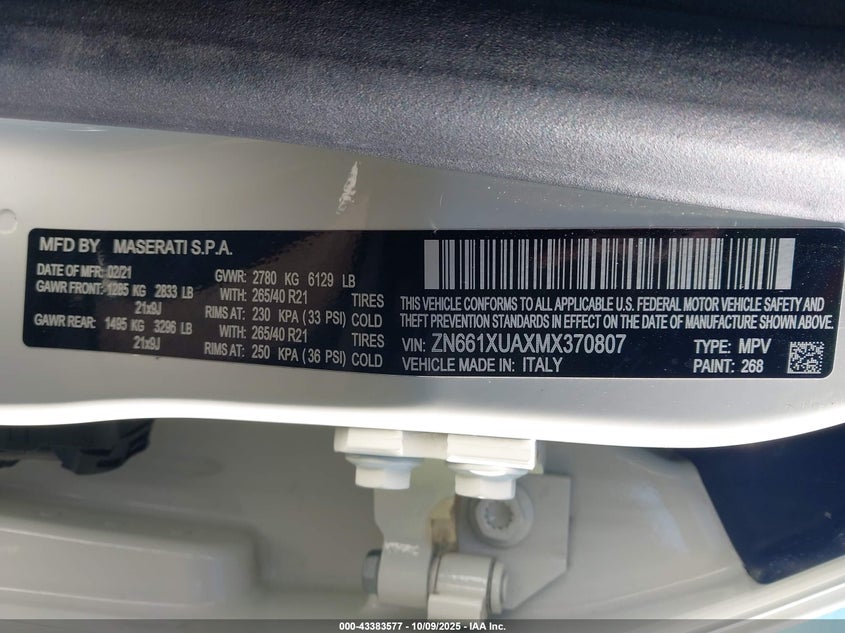 MFD BY MASERATI S.P.A.
DATE OF MFR: 02/21 GVWR: 2780 KG 6129 LB
GAWR FRONT: 1285 KG 2833 LB WITH: 265/40 R21 TIRES
21x9J RIMS AT: 230 KPA (33 PSI) COLD
GAWR REAR: 1495 KG 3296 LB WITH: 265/40 R21 TIRES
21x9J RIMS AT: 250 KPA (36 PSI) COLD
THIS VEHICLE CONFORMS TO ALL APPLICABLE U.S. FEDERAL MOTOR VEHICLE SAFETY AND
THEFT PREVENTION STANDARDS IN EFFECT ON THE DATE OF MANUFACTURE SHOWN ABOVE.
VIN: ZN661XUAXMX370807 TYPE: MPV
VEHICLE MADE IN: ITALY PAINT: 268
000-43383577 - 10/09/2025 - IAA Inc.